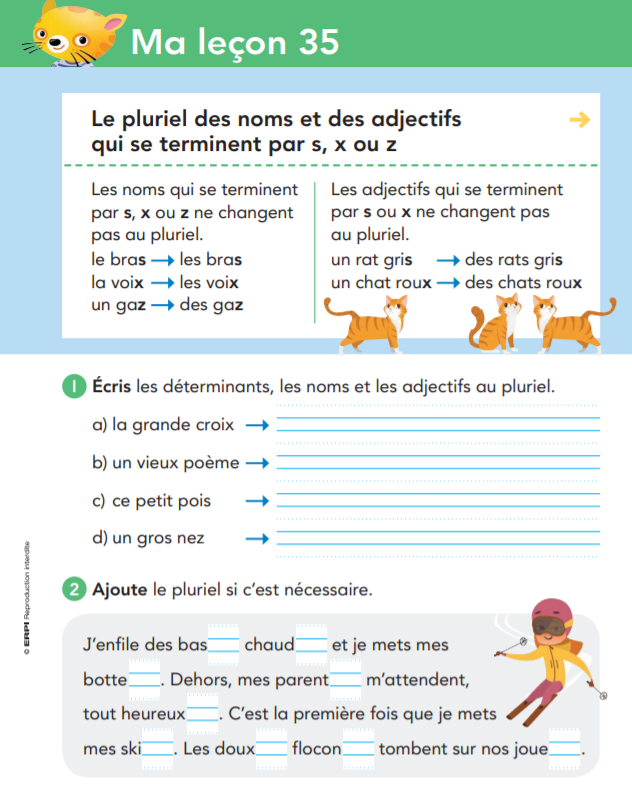 Ma leçon 35
Le pluriel des noms et des adjectifs
qui se terminent par s, x ou z
Les noms qui se terminent
par s, x ou z ne changent
pas au pluriel.
le bras → les bras
la voix → les voix
un gaz → des gaz
Les adjectifs qui se terminent
par s ou x ne changent pas
au pluriel.
un rat gris → des rats gris
un chat roux → des chats roux
1 Écris les déterminants, les noms et les adjectifs au pluriel.
a) la grande croix →
b) un vieux poème →
c) ce petit pois →
d) un gros nez →
2 Ajoute le pluriel si c'est nécessaire.
J'enfile des bas chaud et je mets mes
botte . Dehors, mes parent m'attendent,
tout heureux . C'est la première fois que je mets
mes ski . Les doux flocon tombent sur nos joue .
© ERPI Reproduction interdite